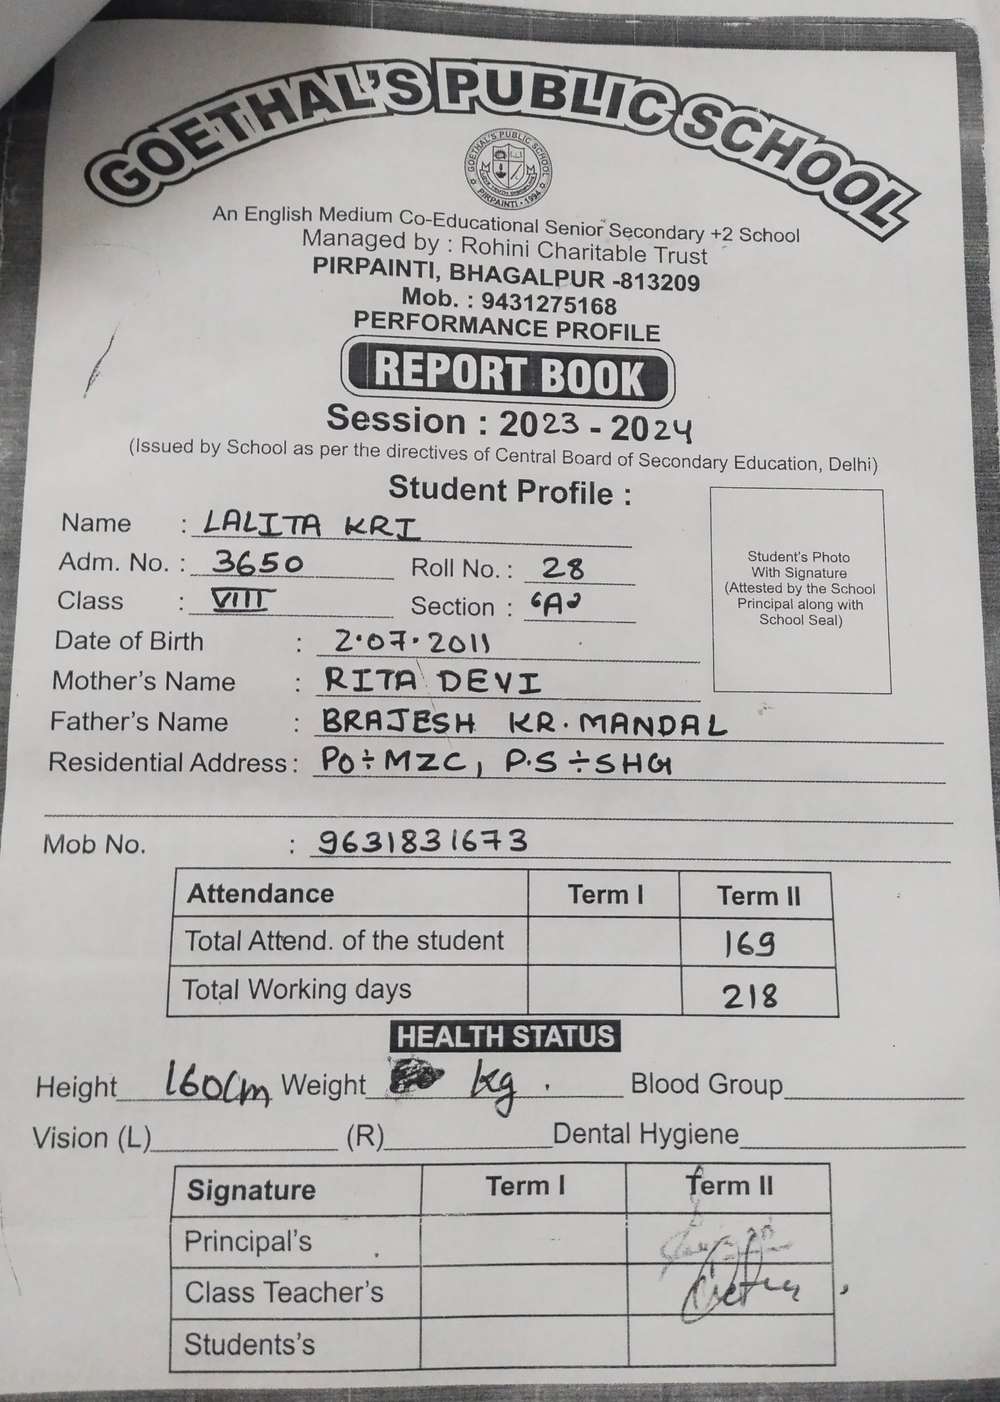 GOETHAL'S PUBLIC SCHOOL
GOETHAL'S PUBLIC SCHOOL
PIRPAINTI - 1994
An English Medium Co-Educational Senior Secondary +2 School
Managed by : Rohini Charitable Trust
PIRPAINTI, BHAGALPUR -813209
Mob. : 9431275168
PERFORMANCE PROFILE
REPORT BOOK
Session : 2023 - 2024
(Issued by School as per the directives of Central Board of Secondary Education, Delhi)
Student Profile :
Name : LALITA KRI
Adm. No. : 3650 Roll No. : 28
Class : VIII Section : 'A'
Student's Photo
With Signature
(Attested by the School
Principal along with
School Seal)
Date of Birth : 2.07.2011
Mother's Name : RITA DEVI
Father's Name : BRAJESH KR. MANDAL
Residential Address : PO÷MZC, P.S÷SHG
Mob No. : 9631831673
Attendance Term I Term II
Total Attend. of the student 169
Total Working days 218
HEALTH STATUS
Height 160cm Weight kg. Blood Group
Vision (L) (R) Dental Hygiene
Signature Term I Term II
Principal's
Class Teacher's
Students's